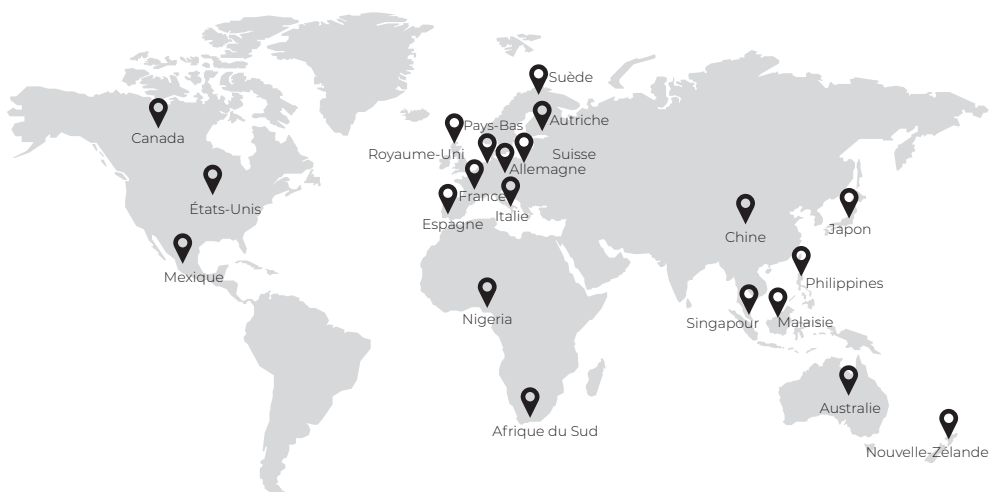 Suède
Autriche
Pays-Bas
Canada
Royaume-Uni
Suisse
Allemagne
France
États-Unis
Italie
Espagne
Japon
Chine
Mexique
Philippines
Nigeria
Singapour
Malaisie
Australie
Afrique du Sud
Nouvelle-Zélande